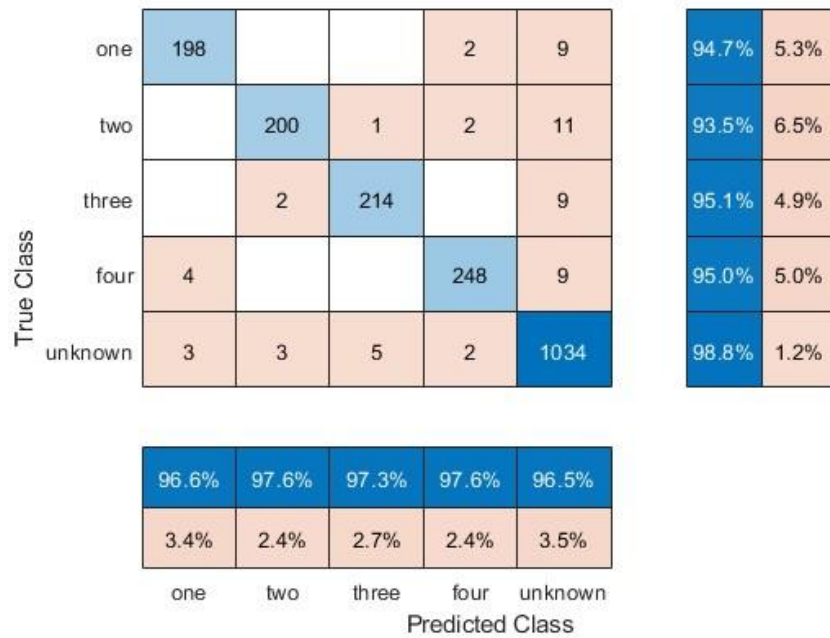 one 198 2 9 94.7% 5.3%
two 200 1 2 11 93.5% 6.5%
three 2 214 9 95.1% 4.9%
four 4 248 9 95.0% 5.0%
unknown 3 3 5 2 1034 98.8% 1.2%
True Class
96.6% 97.6% 97.3% 97.6% 96.5%
3.4% 2.4% 2.7% 2.4% 3.5%
one two three four unknown
Predicted Class